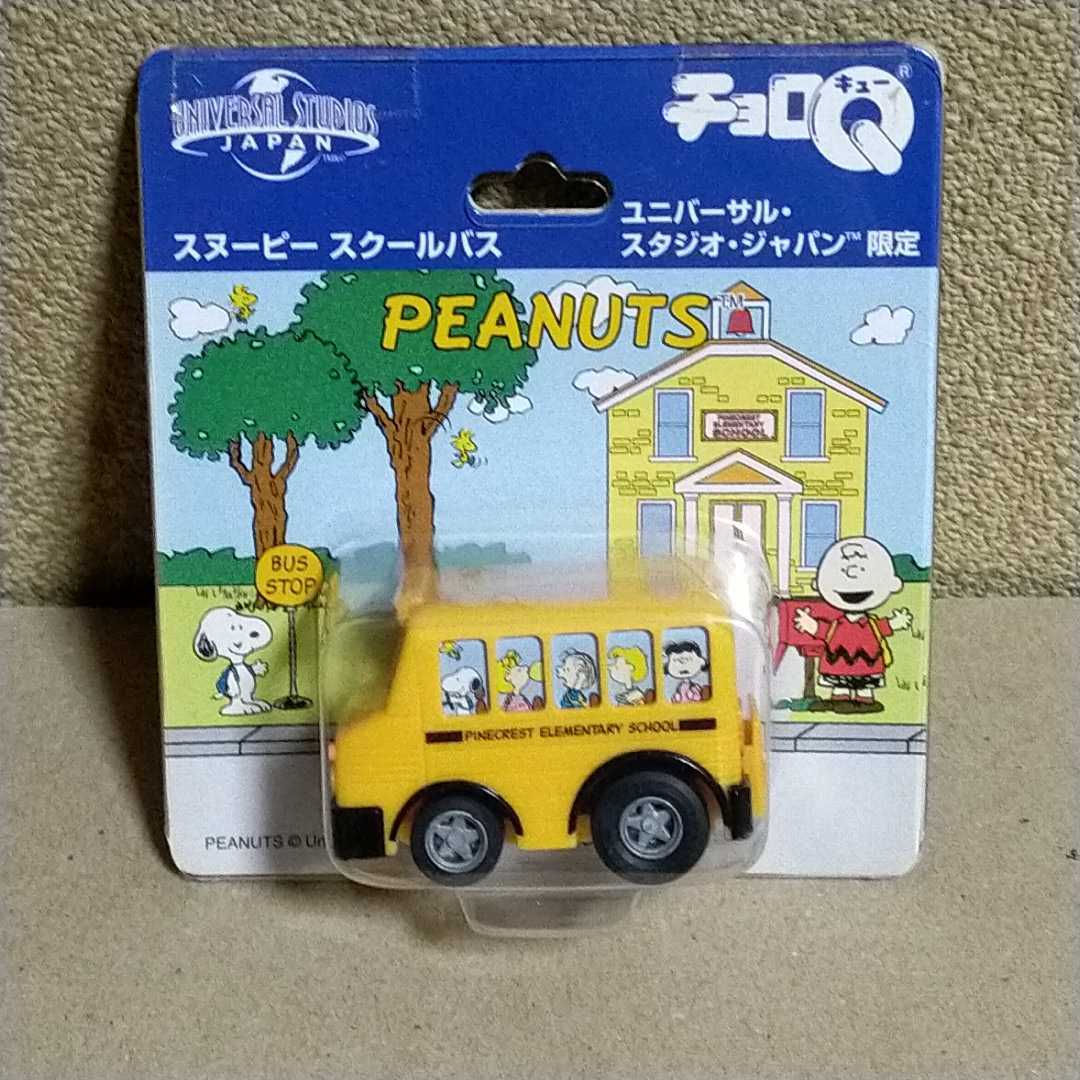 UNIVERSAL STUDIOS
JAPAN
TM&©
チョロQ
キュー
®
スヌーピー スクールバス
ユニバーサル・
スタジオ・ジャパン™ 限定
PEANUTS™
PINECREST
ELEMENTARY
SCHOOL
BUS
STOP
PINECREST ELEMENTARY SCHOOL
PEANUTS © Un